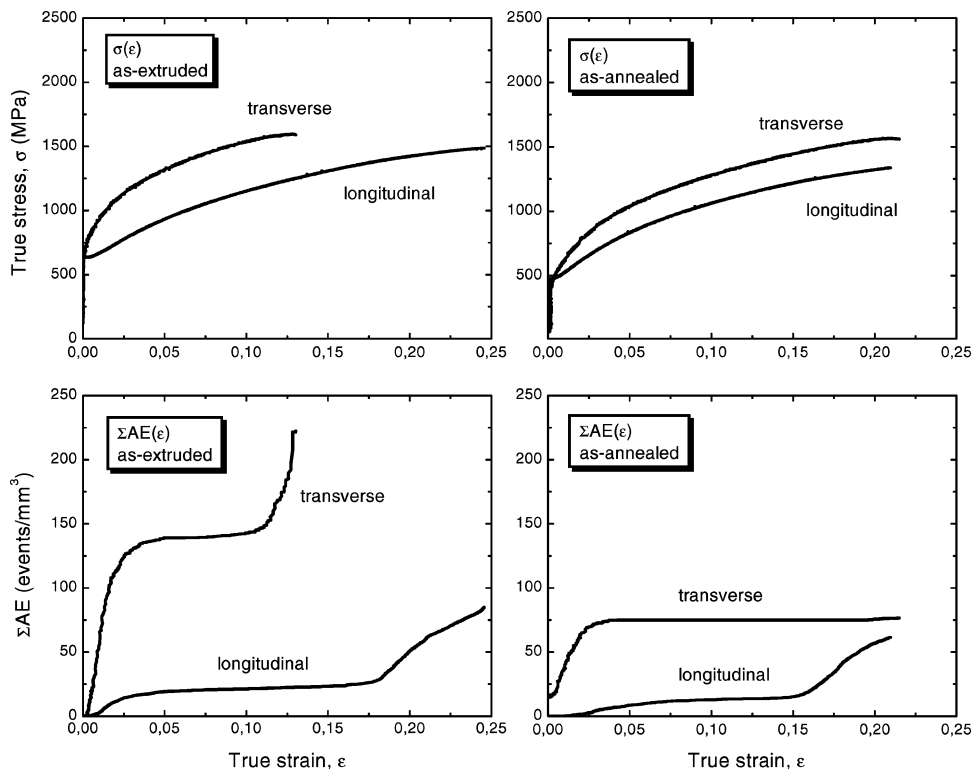 σ(ε)
as-extruded
transverse
longitudinal
True stress, σ (MPa)
2500
2000
1500
1000
500
0
0,00 0,05 0,10 0,15 0,20 0,25
σ(ε)
as-annealed
transverse
longitudinal
2500
2000
1500
1000
500
0
0,00 0,05 0,10 0,15 0,20 0,25
ΣAE(ε)
as-extruded
transverse
longitudinal
ΣAE (events/mm³)
250
200
150
100
50
0
0,00 0,05 0,10 0,15 0,20 0,25
True strain, ε
ΣAE(ε)
as-annealed
transverse
longitudinal
250
200
150
100
50
0
0,00 0,05 0,10 0,15 0,20 0,25
True strain, ε